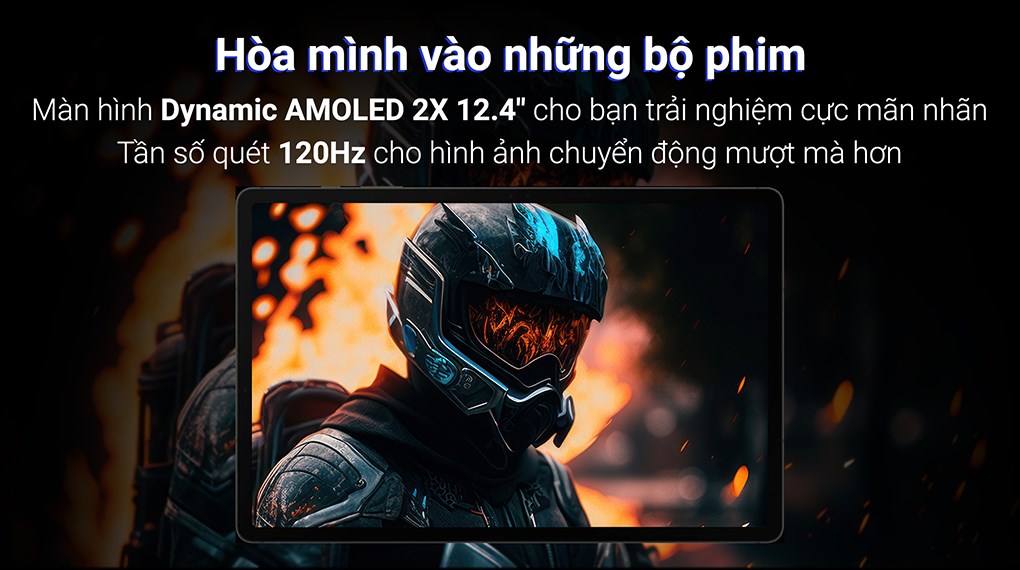 Hòa mình vào những bộ phim
Màn hình Dynamic AMOLED 2X 12.4" cho bạn trải nghiệm cực mãn nhãn
Tần số quét 120Hz cho hình ảnh chuyển động mượt mà hơn